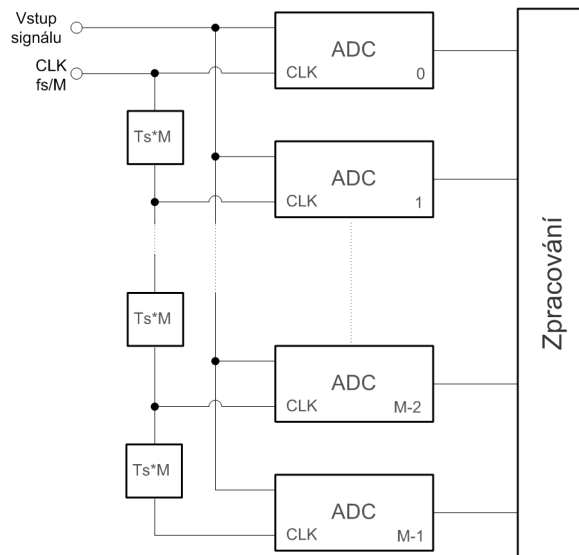 Vstup
signálu
CLK
fs/M
ADC
CLK
0
Ts*M
ADC
CLK
1
Ts*M
ADC
CLK
M-2
Ts*M
ADC
CLK
M-1
Zpracování